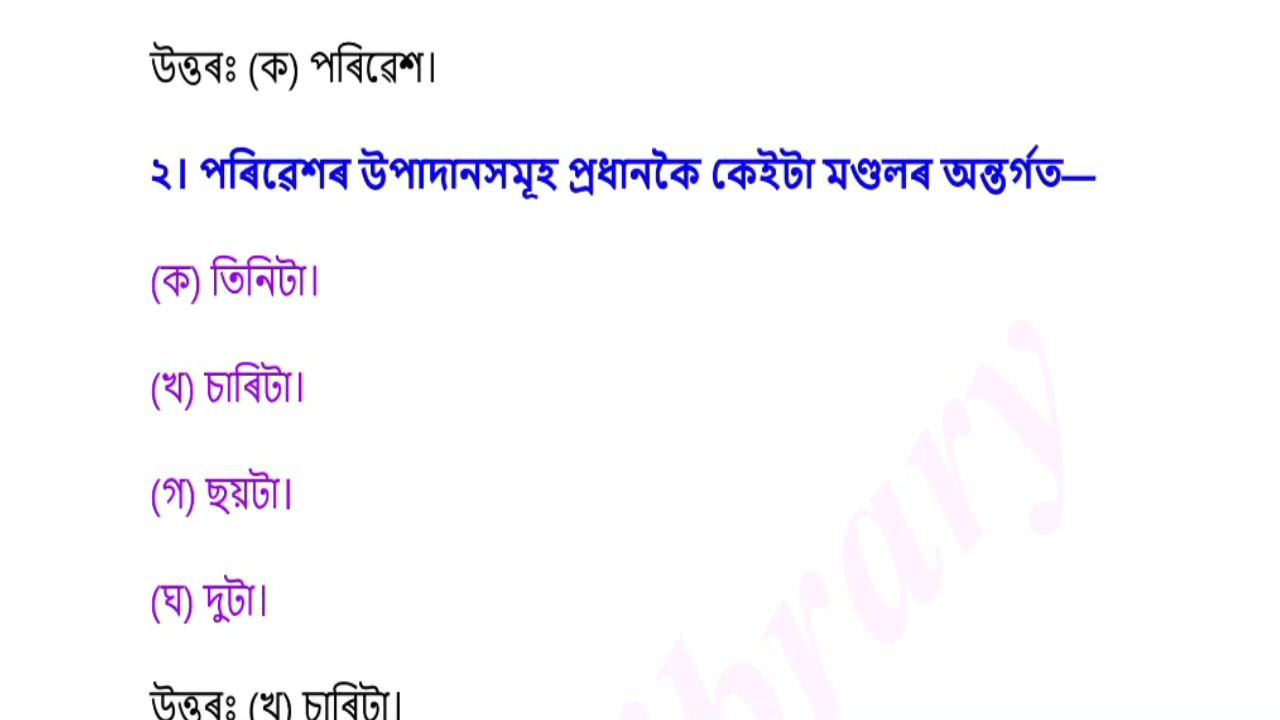 উত্তৰঃ (ক) পৰিৱেশ।
২। পৰিৱেশৰ উপাদানসমূহ প্ৰধানকৈ কেইটা মণ্ডলৰ অন্তৰ্গত—
(ক) তিনিটা।
(খ) চাৰিটা।
(গ) ছয়টা।
(ঘ) দুটা।
উত্তৰঃ (খ) চাৰিটা।